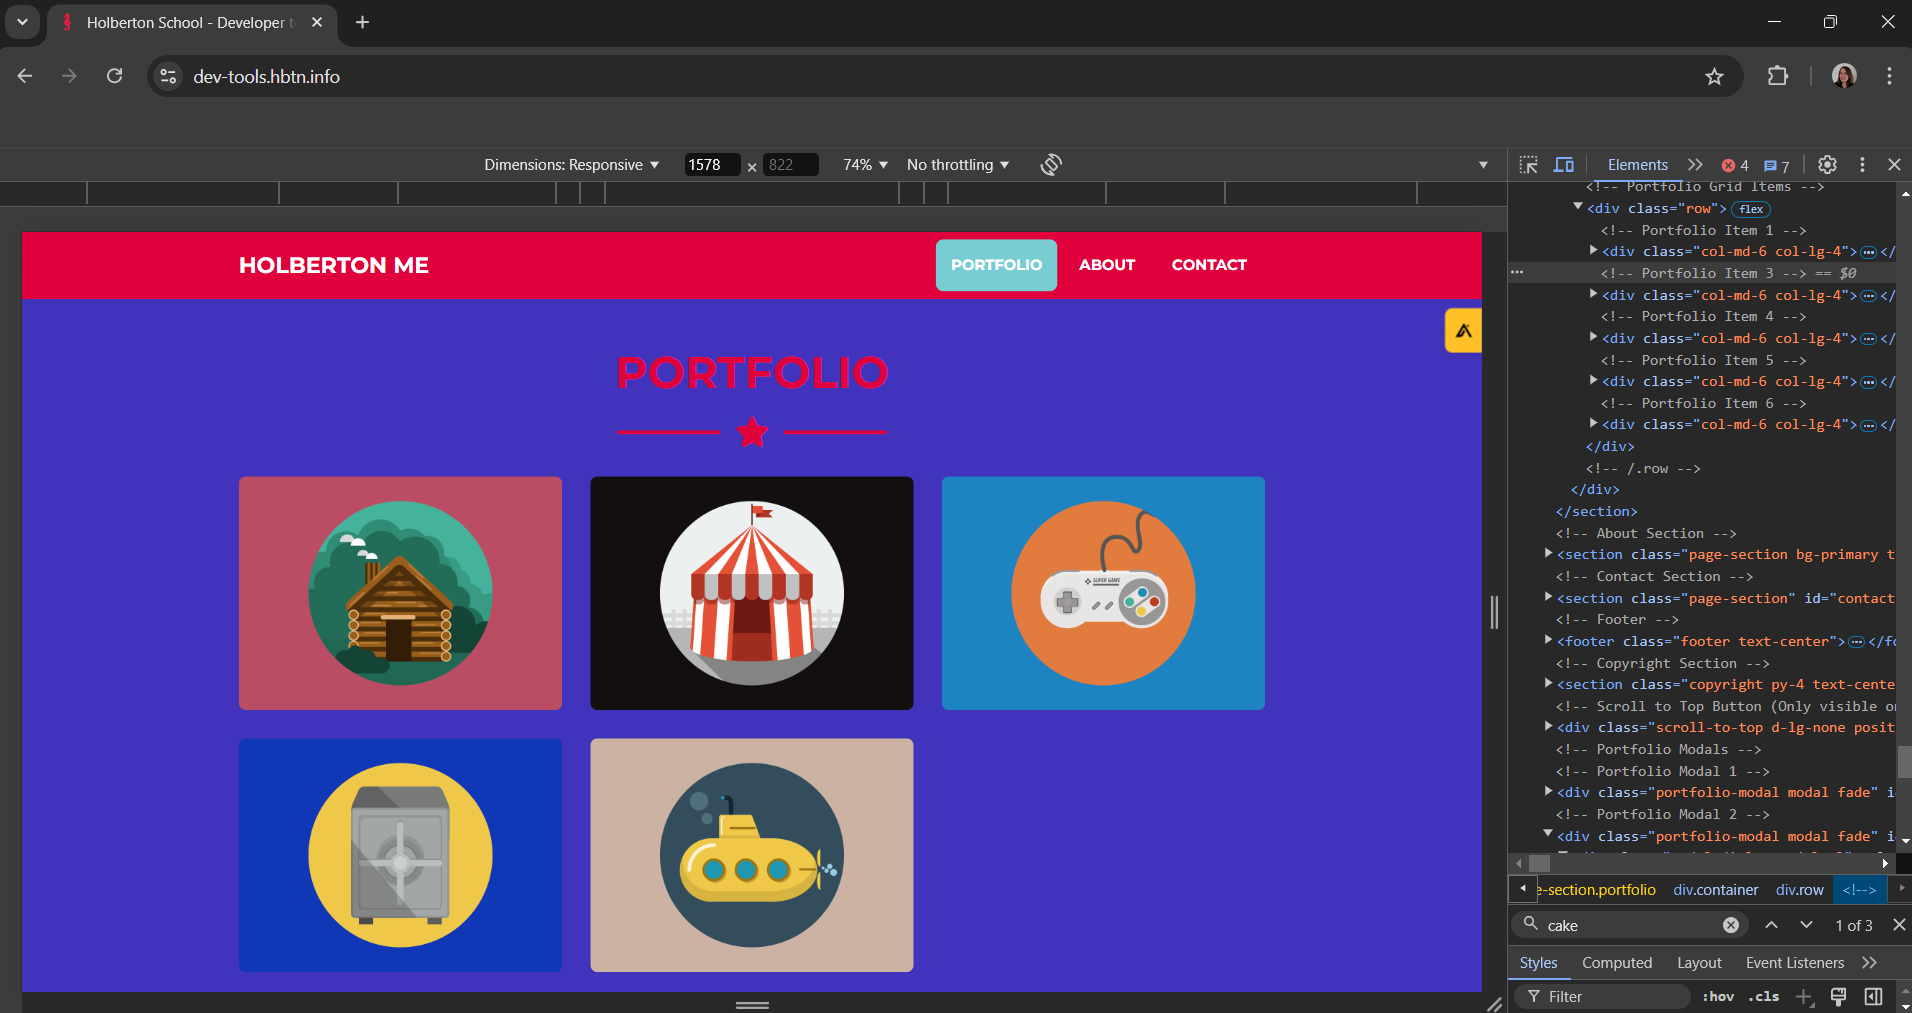 Holberton School - Developer t
dev-tools.hbtn.info
Dimensions: Responsive 1578 × 822 74% No throttling
Elements 4 7
HOLBERTON ME PORTFOLIO ABOUT CONTACT
PORTFOLIO
SUPER GAME
<!-- Portfolio Grid Items -->
<div class="row"> flex
<!-- Portfolio Item 1 -->
<div class="col-md-6 col-lg-4"> … </
<!-- Portfolio Item 3 --> == $0
<div class="col-md-6 col-lg-4"> … </
<!-- Portfolio Item 4 -->
<div class="col-md-6 col-lg-4"> … </
<!-- Portfolio Item 5 -->
<div class="col-md-6 col-lg-4"> … </
<!-- Portfolio Item 6 -->
<div class="col-md-6 col-lg-4"> … </
</div>
<!-- /.row -->
</div>
</section>
<!-- About Section -->
<section class="page-section bg-primary t
<!-- Contact Section -->
<section class="page-section" id="contact
<!-- Footer -->
<footer class="footer text-center"> … </fo
<!-- Copyright Section -->
<section class="copyright py-4 text-cente
<!-- Scroll to Top Button (Only visible o
<div class="scroll-to-top d-lg-none posit
<!-- Portfolio Modals -->
<!-- Portfolio Modal 1 -->
<div class="portfolio-modal modal fade" i
<!-- Portfolio Modal 2 -->
<div class="portfolio-modal modal fade" i
e-section.portfolio div.container div.row <!-->
cake 1 of 3
Styles Computed Layout Event Listeners
Filter :hov .cls